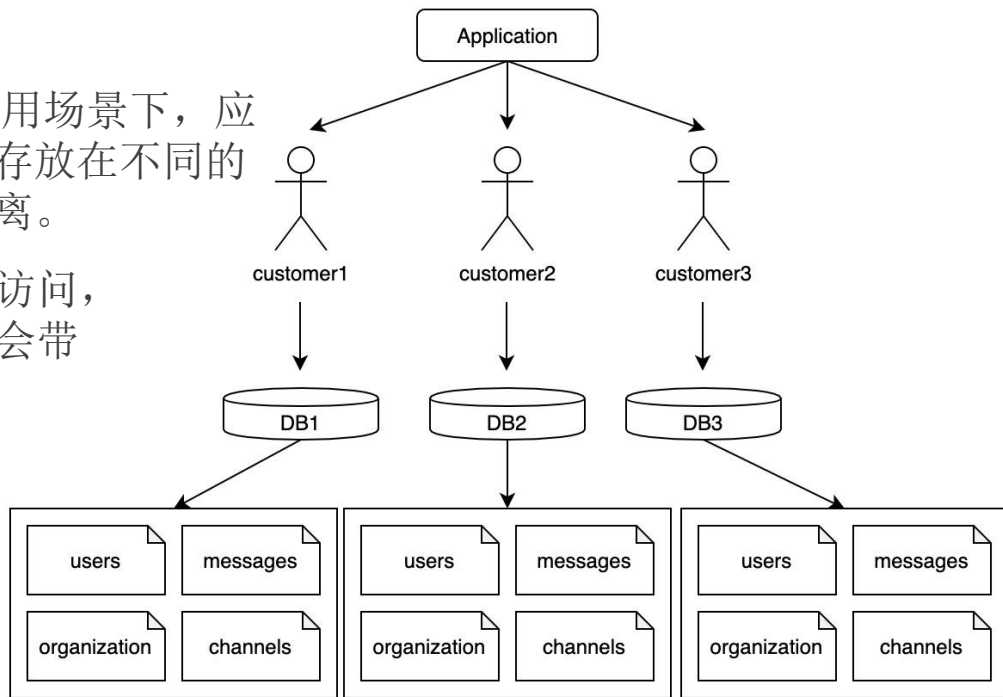 Application
用场景下，应
存放在不同的
离。
访问，
会带
customer1 customer2 customer3
DB1 DB2 DB3
users messages users messages users messages
organization channels organization channels organization channels